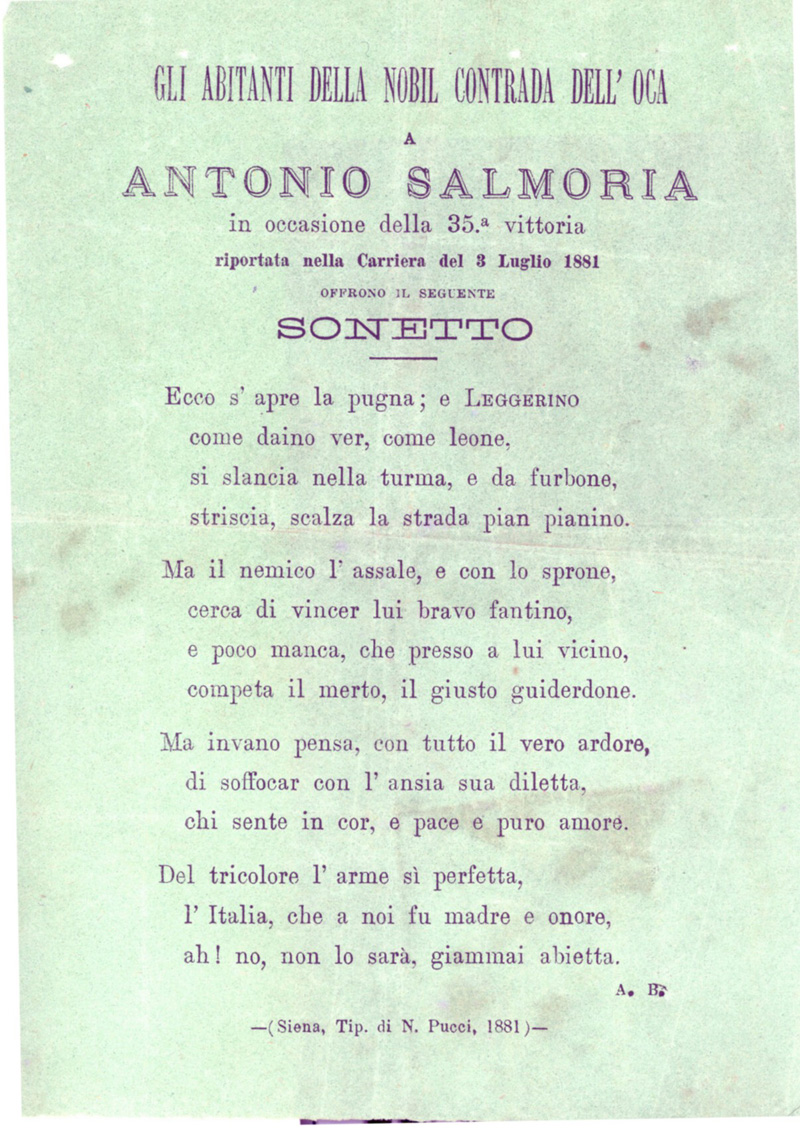 GLI ABITANTI DELLA NOBIL CONTRADA DELL' OCA
A
ANTONIO SALMORIA
in occasione della 35.ª vittoria
riportata nella Carriera del 3 Luglio 1881
OFFRONO IL SEGUENTE
SONETTO
Ecco s' apre la pugna; e LEGGERINO
come daino ver, come leone,
si slancia nella turma, e da furbone,
striscia, scalza la strada pian pianino.
Ma il nemico l' assale, e con lo sprone,
cerca di vincer lui bravo fantino,
e poco manca, che presso a lui vicino,
competa il merto, il giusto guiderdone.
Ma invano pensa, con tutto il vero ardore,
di soffocar con l' ansia sua diletta,
chi sente in cor, e pace e puro amore.
Del tricolore l' arme sì perfetta,
l' Italia, che a noi fu madre e onore,
ah! no, non lo sarà, giammai abietta.
A. B.
—(Siena, Tip. di N. Pucci, 1881)—